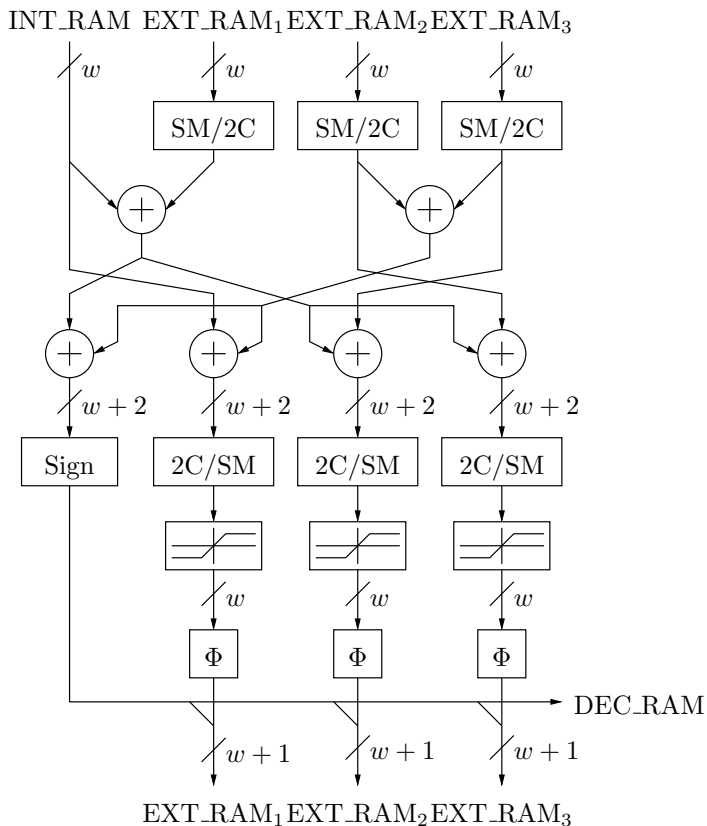 INT_RAM EXT_RAM₁ EXT_RAM₂ EXT_RAM₃
w w w w
SM/2C SM/2C SM/2C
+ +
+ + + +
w + 2 w + 2 w + 2 w + 2
Sign 2C/SM 2C/SM 2C/SM
w w w
Φ Φ Φ
DEC_RAM
w + 1 w + 1 w + 1
EXT_RAM₁ EXT_RAM₂ EXT_RAM₃